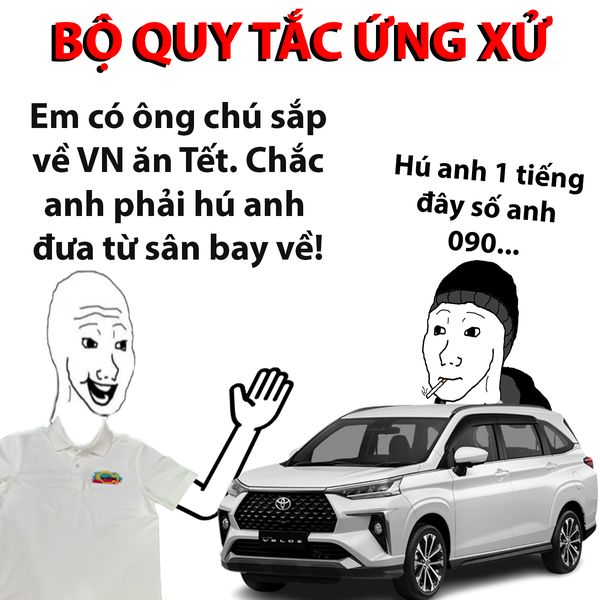 BỘ QUY TẮC ỨNG XỬ
Em có ông chú sắp
về VN ăn Tết. Chắc
anh phải hú anh
đưa từ sân bay về!
Hú anh 1 tiếng
đây số anh
090...
VELOZ